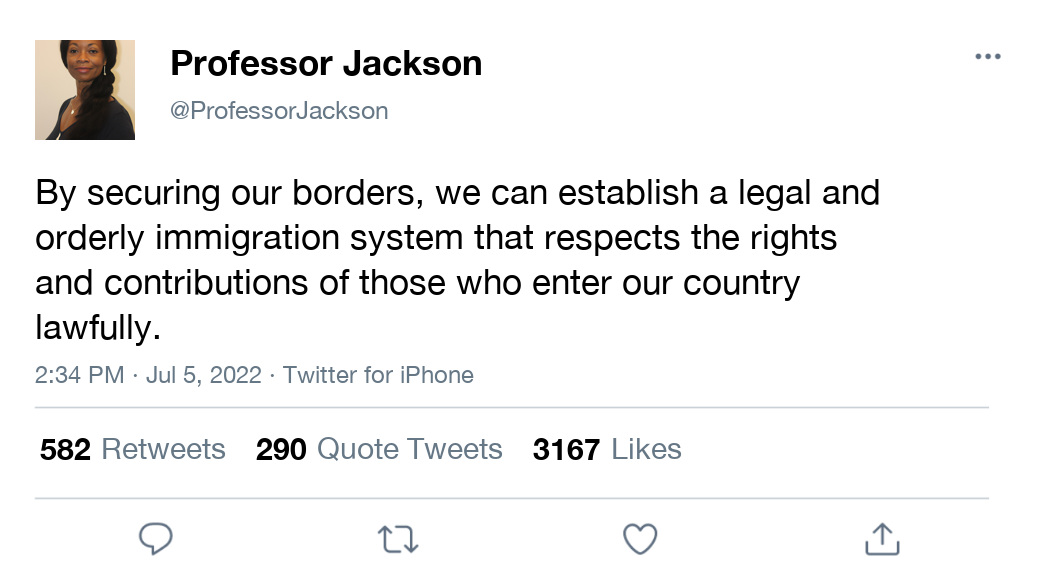 Professor Jackson
@ProfessorJackson
By securing our borders, we can establish a legal and
orderly immigration system that respects the rights
and contributions of those who enter our country
lawfully.
2:34 PM · Jul 5, 2022 · Twitter for iPhone
582 Retweets 290 Quote Tweets 3167 Likes